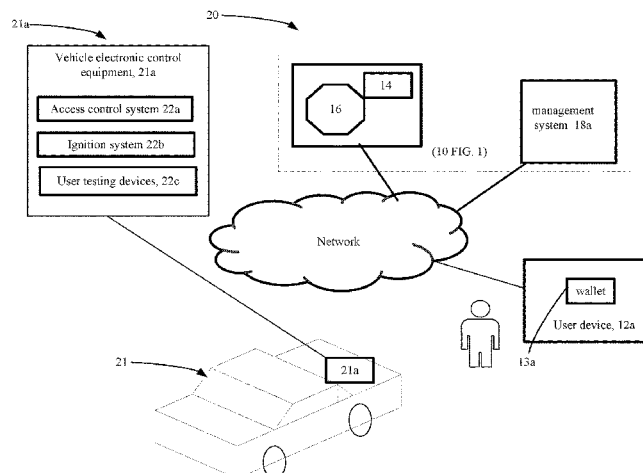 21a
20
Vehicle electronic control
equipment, 21a
Access control system 22a
Ignition system 22b
User testing devices, 22c
14
16
(10 FIG. 1)
management
system 18a
Network
wallet
User device, 12a
13a
21
21a